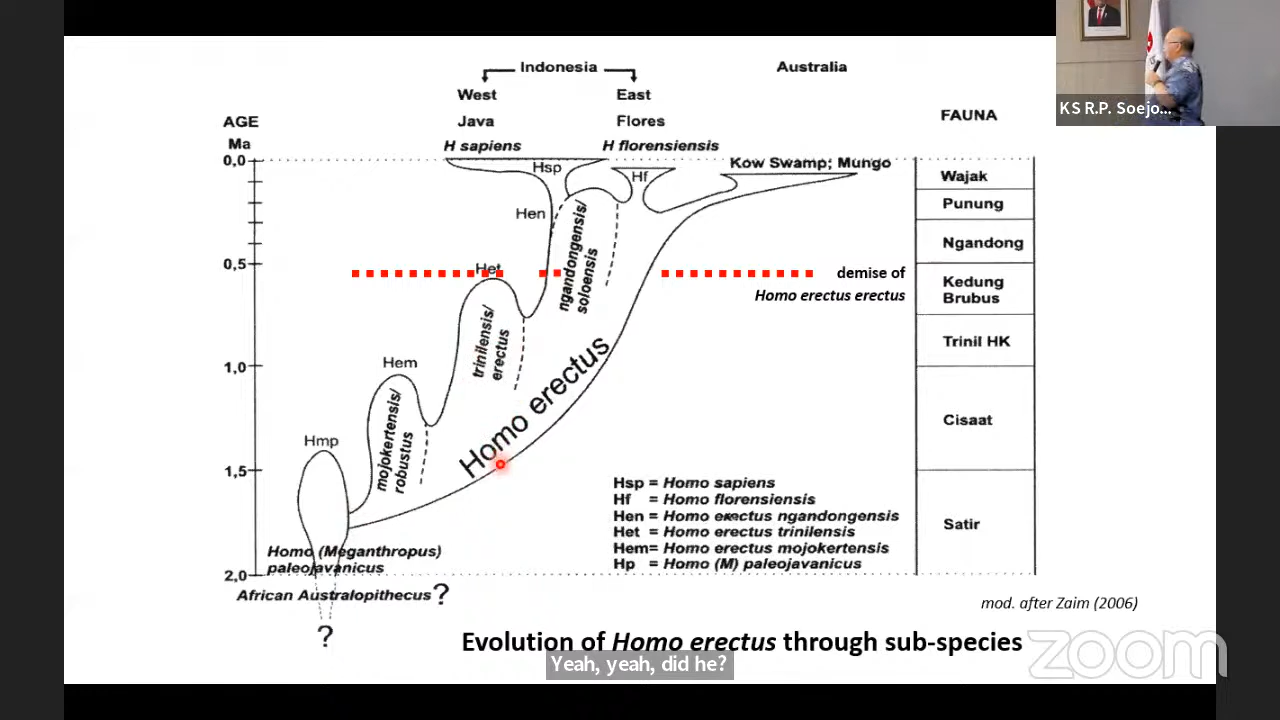 KS R.P. Soejo...
Indonesia
Australia
West
East
Java
Flores
AGE
Ma
FAUNA
H sapiens
H florensiensis
Kow Swamp; Mungo
0,0
Hsp
Hf
Wajak
Hen
Punung
ngandongensis/
soloensis
Ngandong
0,5
Het
demise of
Homo erectus erectus
Kedung
Brubus
trinilensis/
erectus
Trinil HK
1,0
Hem
Homo erectus
mojokertensis/
robustus
Cisaat
Hmp
1,5
Hsp = Homo sapiens
Hf = Homo florensiensis
Hen = Homo erectus ngandongensis
Het = Homo erectus trinilensis
Hem= Homo erectus mojokertensis
Hp = Homo (M) paleojavanicus
Satir
Homo (Meganthropus)
paleojavanicus
2,0
African Australopithecus ?
?
mod. after Zaim (2006)
Evolution of Homo erectus through sub-species
Yeah, yeah, did he?
zoom